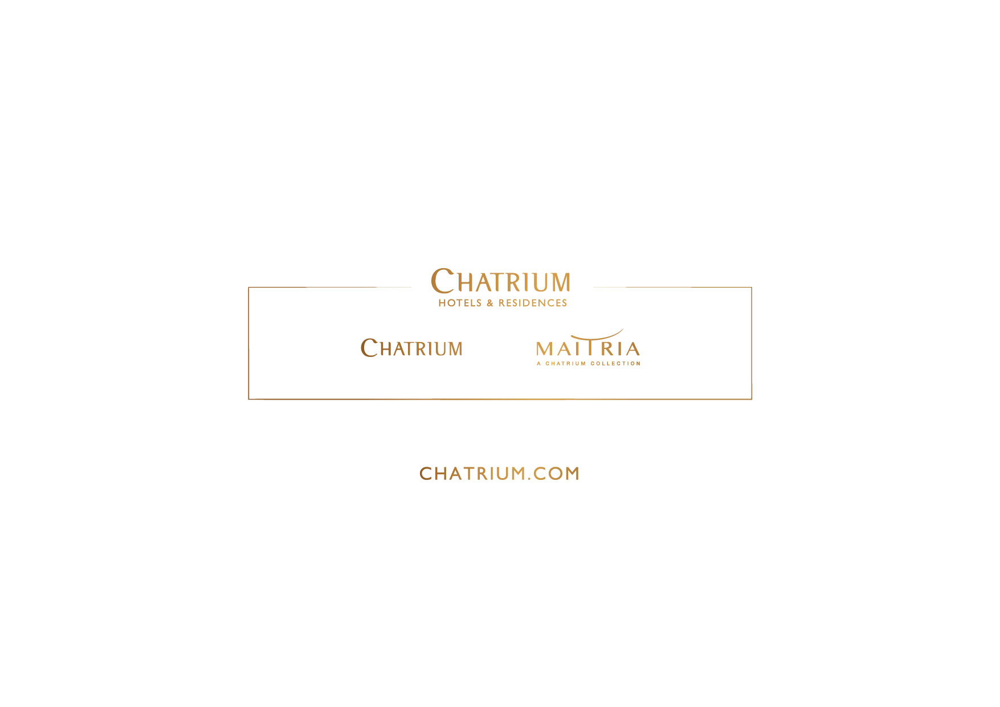 CHATRIUM
HOTELS & RESIDENCES
CHATRIUM
MAITRIA
A CHATRIUM COLLECTION
CHATRIUM.COM